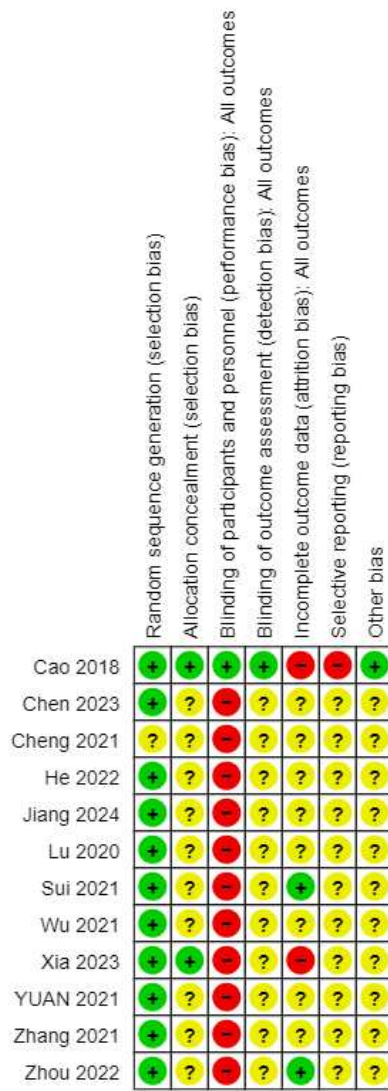 Random sequence generation (selection bias)
Allocation concealment (selection bias)
Blinding of participants and personnel (performance bias): All outcomes
Blinding of outcome assessment (detection bias): All outcomes
Incomplete outcome data (attrition bias): All outcomes
Selective reporting (reporting bias)
Other bias
Cao 2018 + + + + - - +
Chen 2023 + ? - ? ? ? ?
Cheng 2021 ? ? - ? ? ? ?
He 2022 + ? - ? ? ? ?
Jiang 2024 + ? - ? ? ? ?
Lu 2020 + ? - ? ? ? ?
Sui 2021 + ? - ? + ? ?
Wu 2021 + ? - ? ? ? ?
Xia 2023 + + - ? - ? ?
YUAN 2021 + ? - ? ? ? ?
Zhang 2021 + ? - ? ? ? ?
Zhou 2022 + ? - ? + ? ?